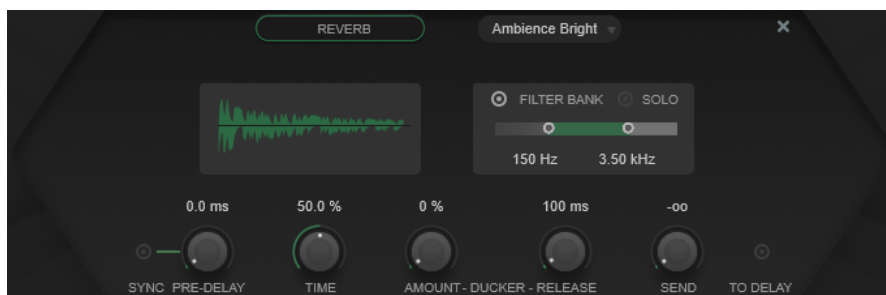 REVERB
Ambience Bright
FILTER BANK
SOLO
150 Hz
3.50 kHz
0.0 ms
50.0 %
0 %
100 ms
-oo
SYNC PRE-DELAY
TIME
AMOUNT - DUCKER - RELEASE
SEND
TO DELAY